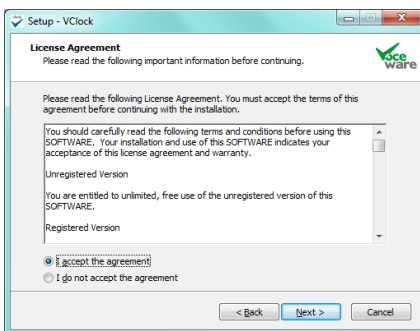 Setup - VClock
License Agreement
Please read the following important information before continuing.
Voce
ware
Please read the following License Agreement. You must accept the terms of this
agreement before continuing with the installation.
You should carefully read the following terms and conditions before using this
SOFTWARE. Your installation and use of this SOFTWARE indicates your
acceptance of this license agreement and warranty.
Unregistered Version
You are entitled to unlimited, free use of the unregistered version of this
SOFTWARE.
Registered Version
I accept the agreement
I do not accept the agreement
< Back
Next >
Cancel